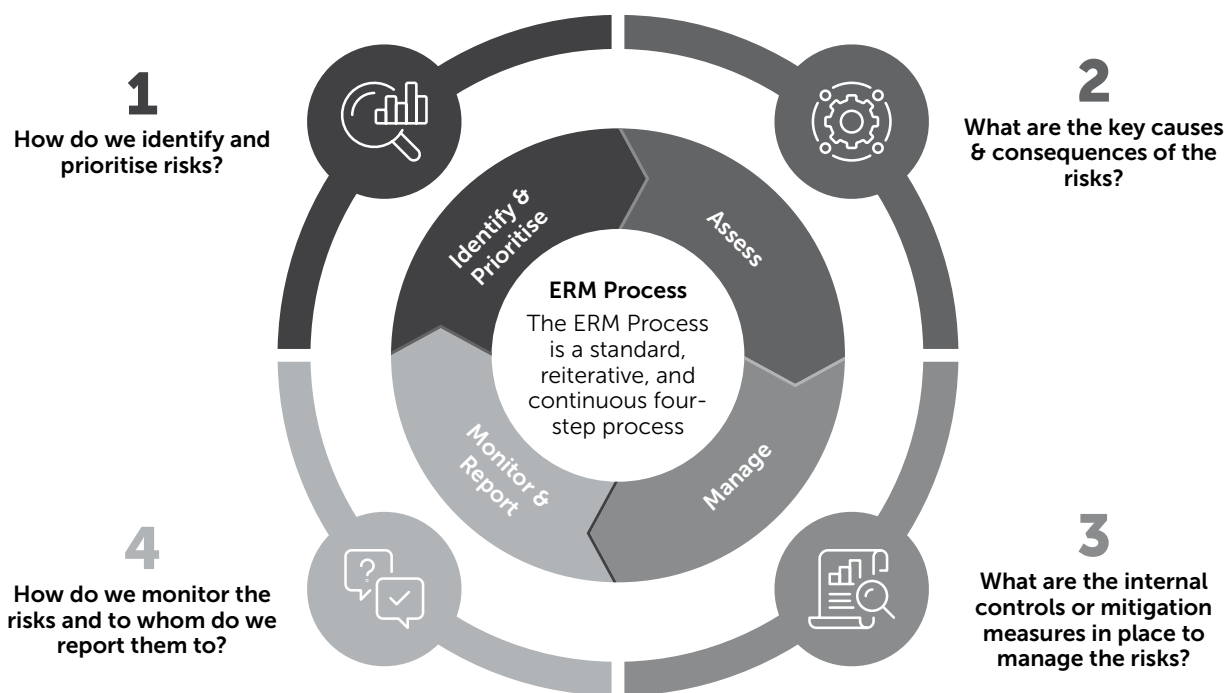 1
How do we identify and
prioritise risks?
2
What are the key causes
& consequences of the
risks?
Identify &
Prioritise
Assess
ERM Process
The ERM Process
is a standard,
reiterative, and
continuous four-
step process
Monitor &
Report
Manage
4
How do we monitor the
risks and to whom do we
report them to?
3
What are the internal
controls or mitigation
measures in place to
manage the risks?
?